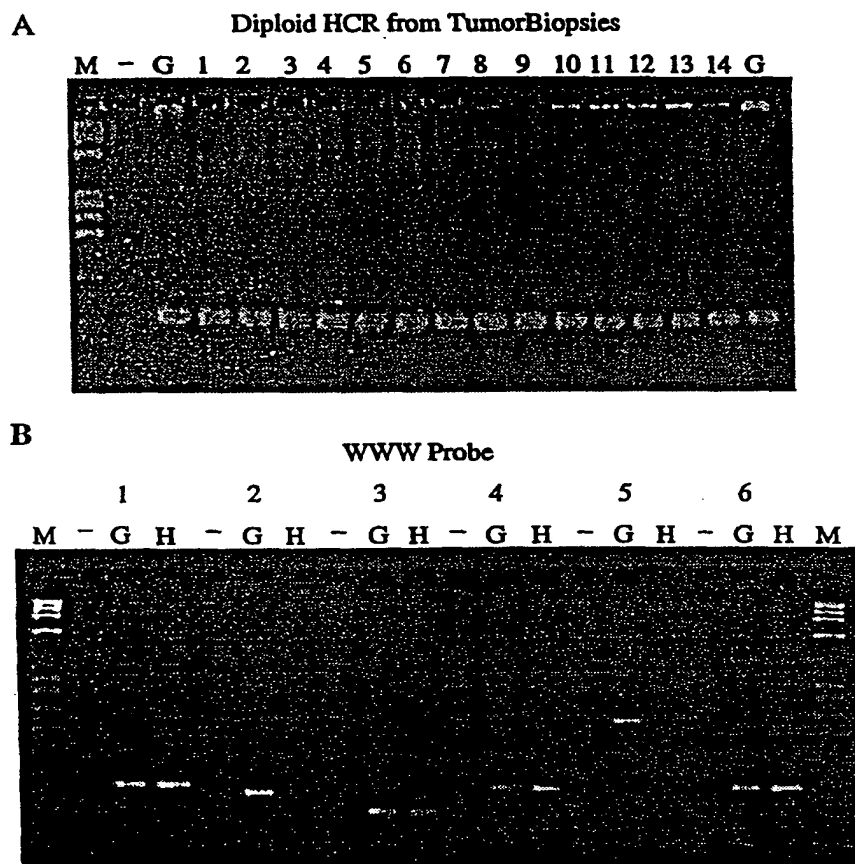 A
Diploid HCR from TumorBiopsies
M – G 1 2 3 4 5 6 7 8 9 10 11 12 13 14 G
B
WWW Probe
1 2 3 4 5 6
M – G H – G H – G H – G H – G H – G H M